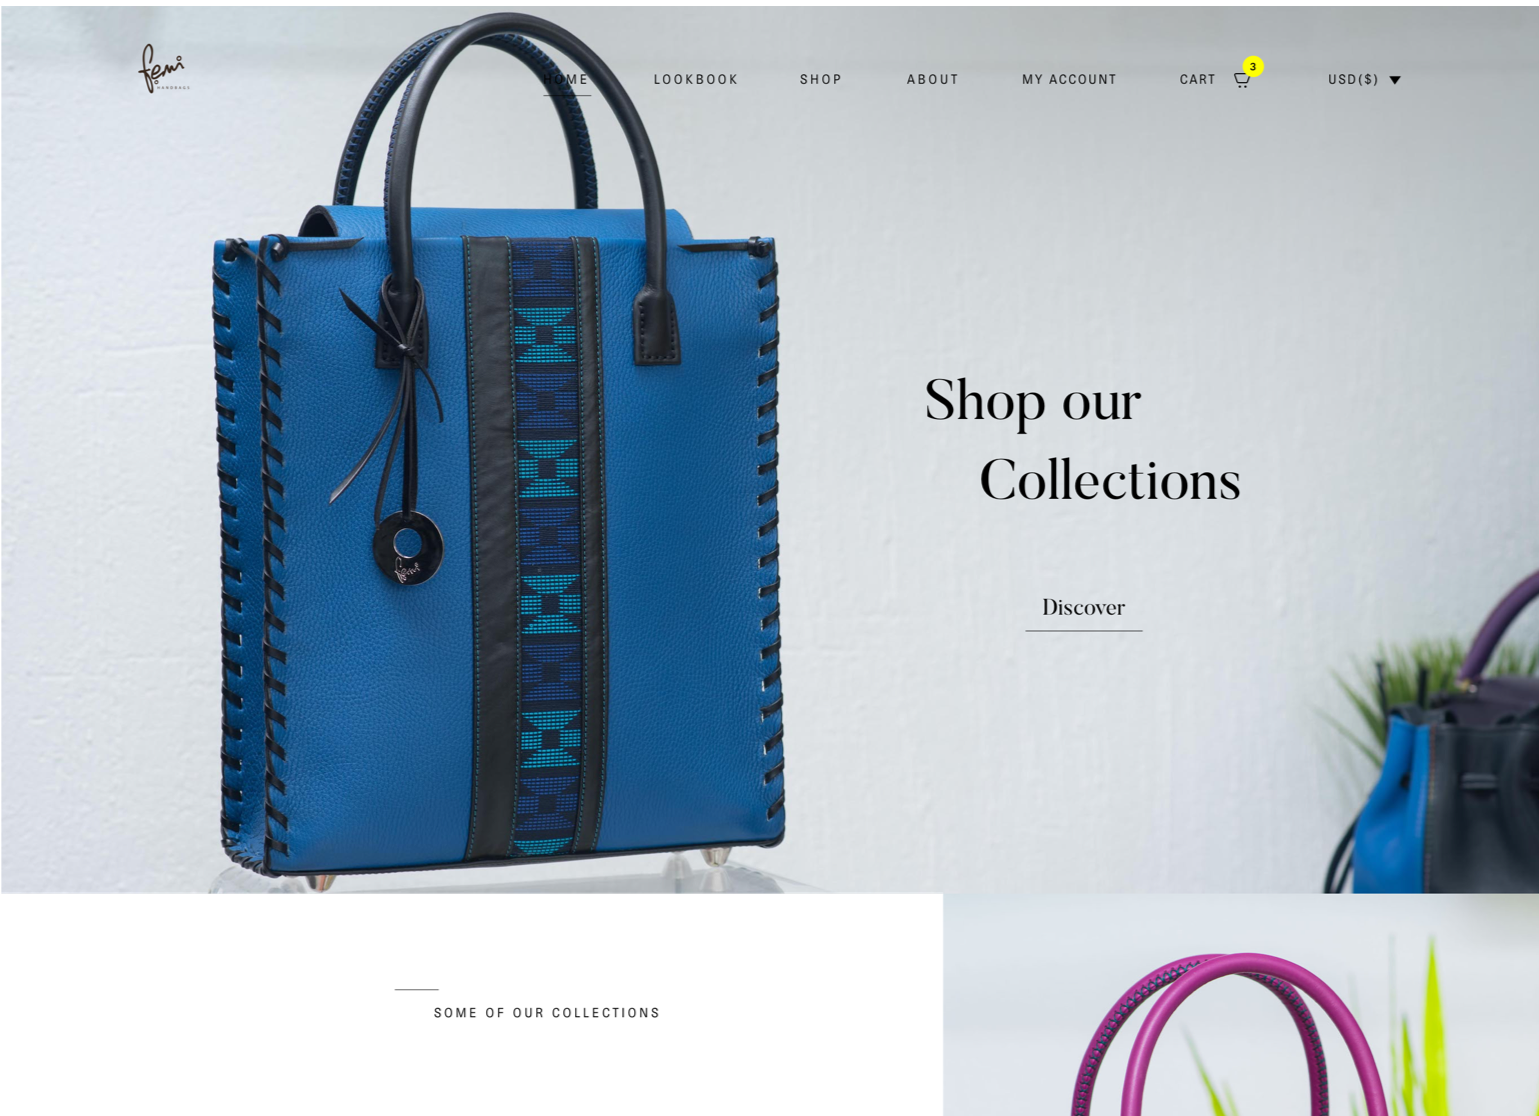 femi
HANDBAGS
HOME
LOOKBOOK
SHOP
ABOUT
MY ACCOUNT
CART
3
USD($)
Shop our
Collections
Discover
femi
SOME OF OUR COLLECTIONS